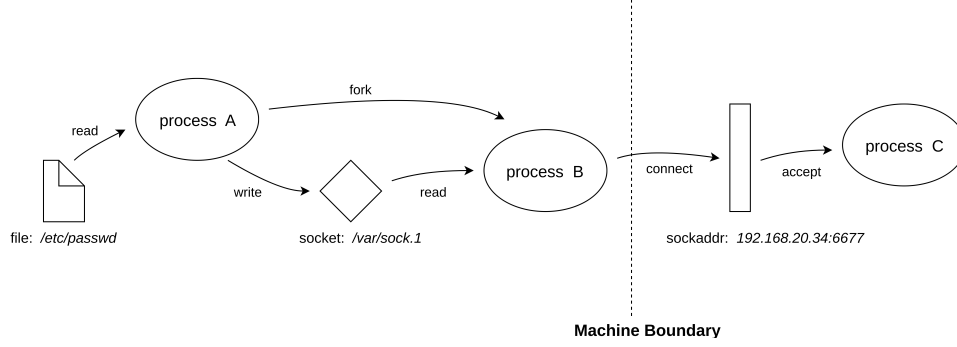 fork
process A
read
process B
process C
connect
accept
write
read
file: /etc/passwd
socket: /var/sock.1
sockaddr: 192.168.20.34:6677
Machine Boundary